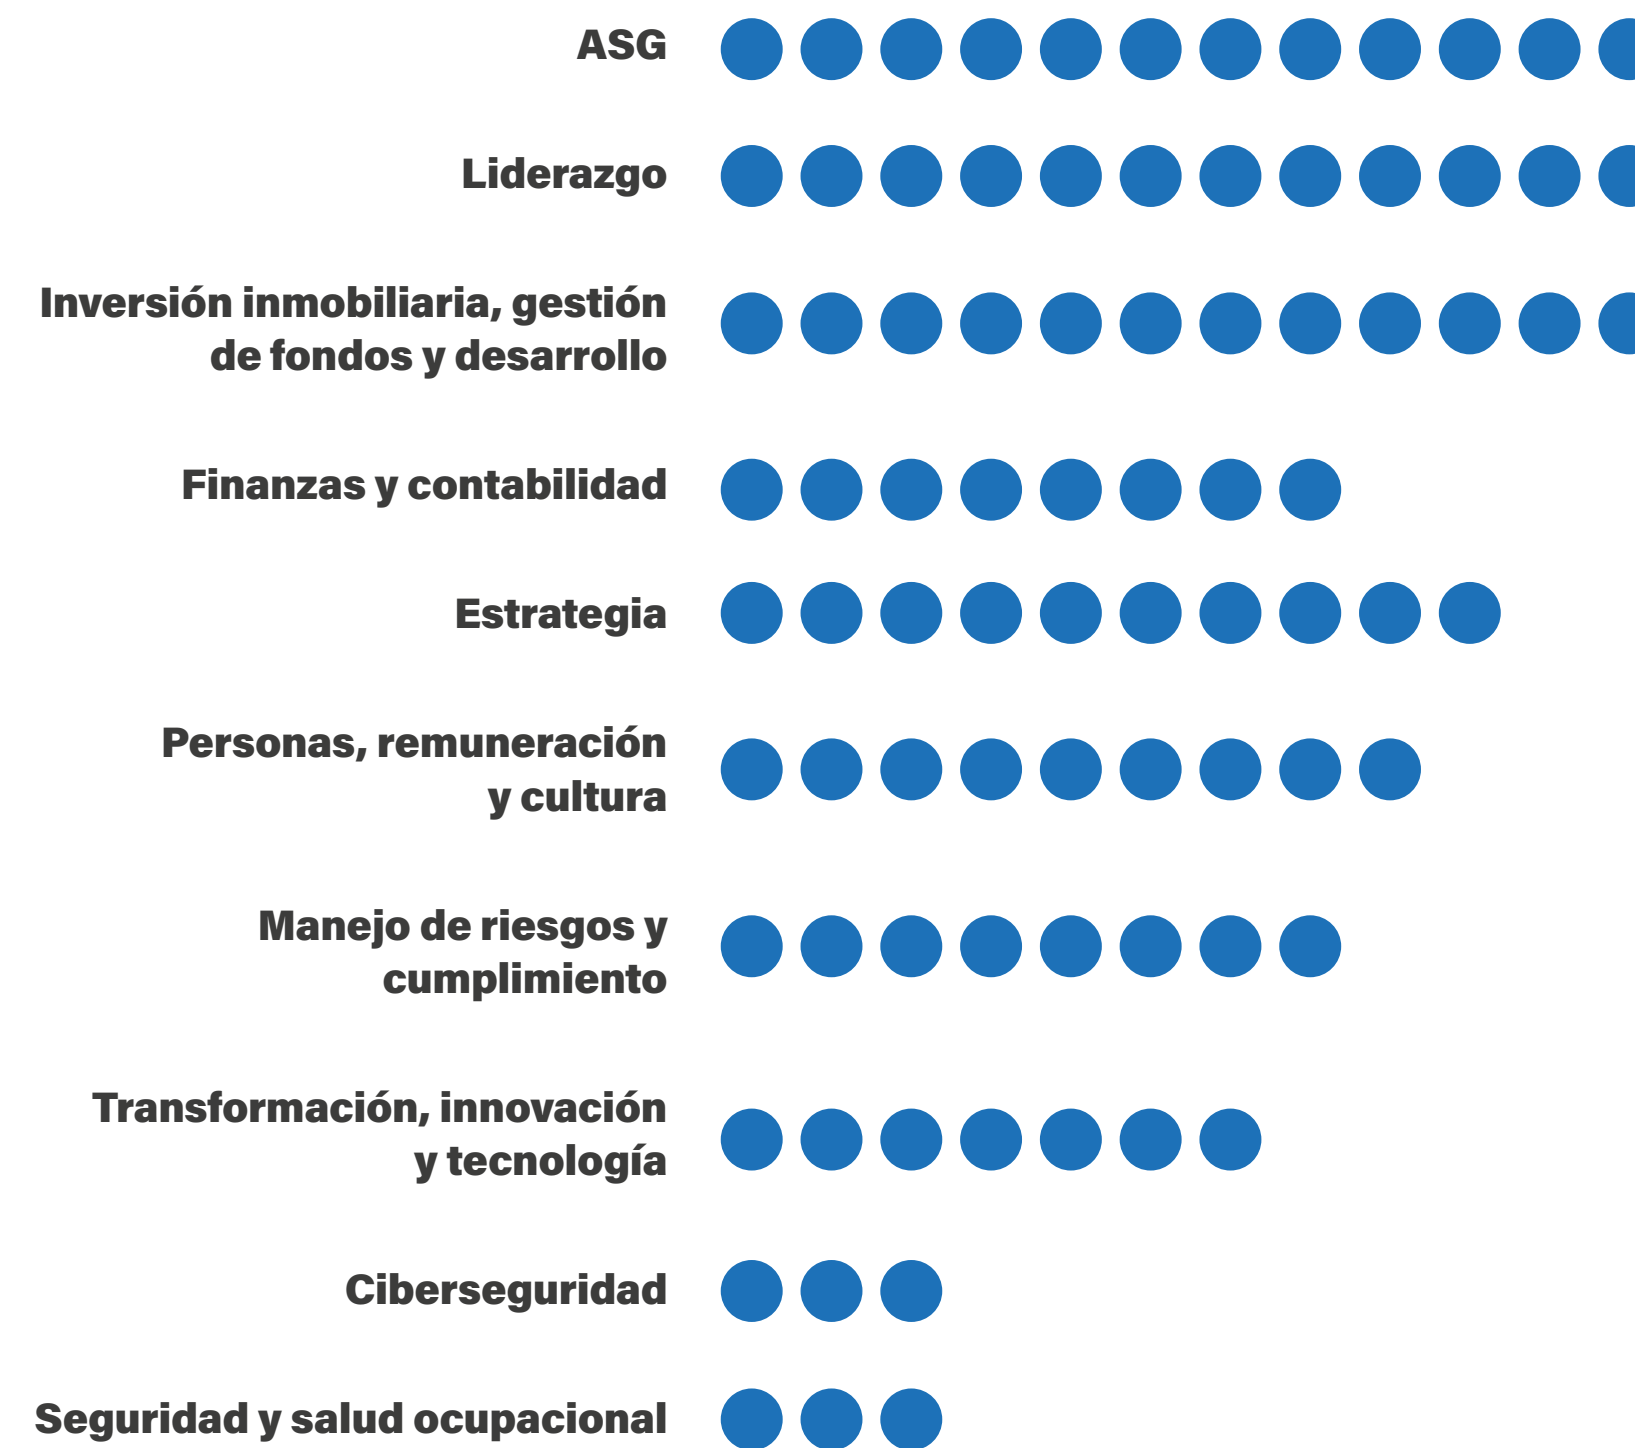 ASG
Liderazgo
Inversión inmobiliaria, gestión
de fondos y desarrollo
Finanzas y contabilidad
Estrategia
Personas, remuneración
y cultura
Manejo de riesgos y
cumplimiento
Transformación, innovación
y tecnología
Ciberseguridad
Seguridad y salud ocupacional